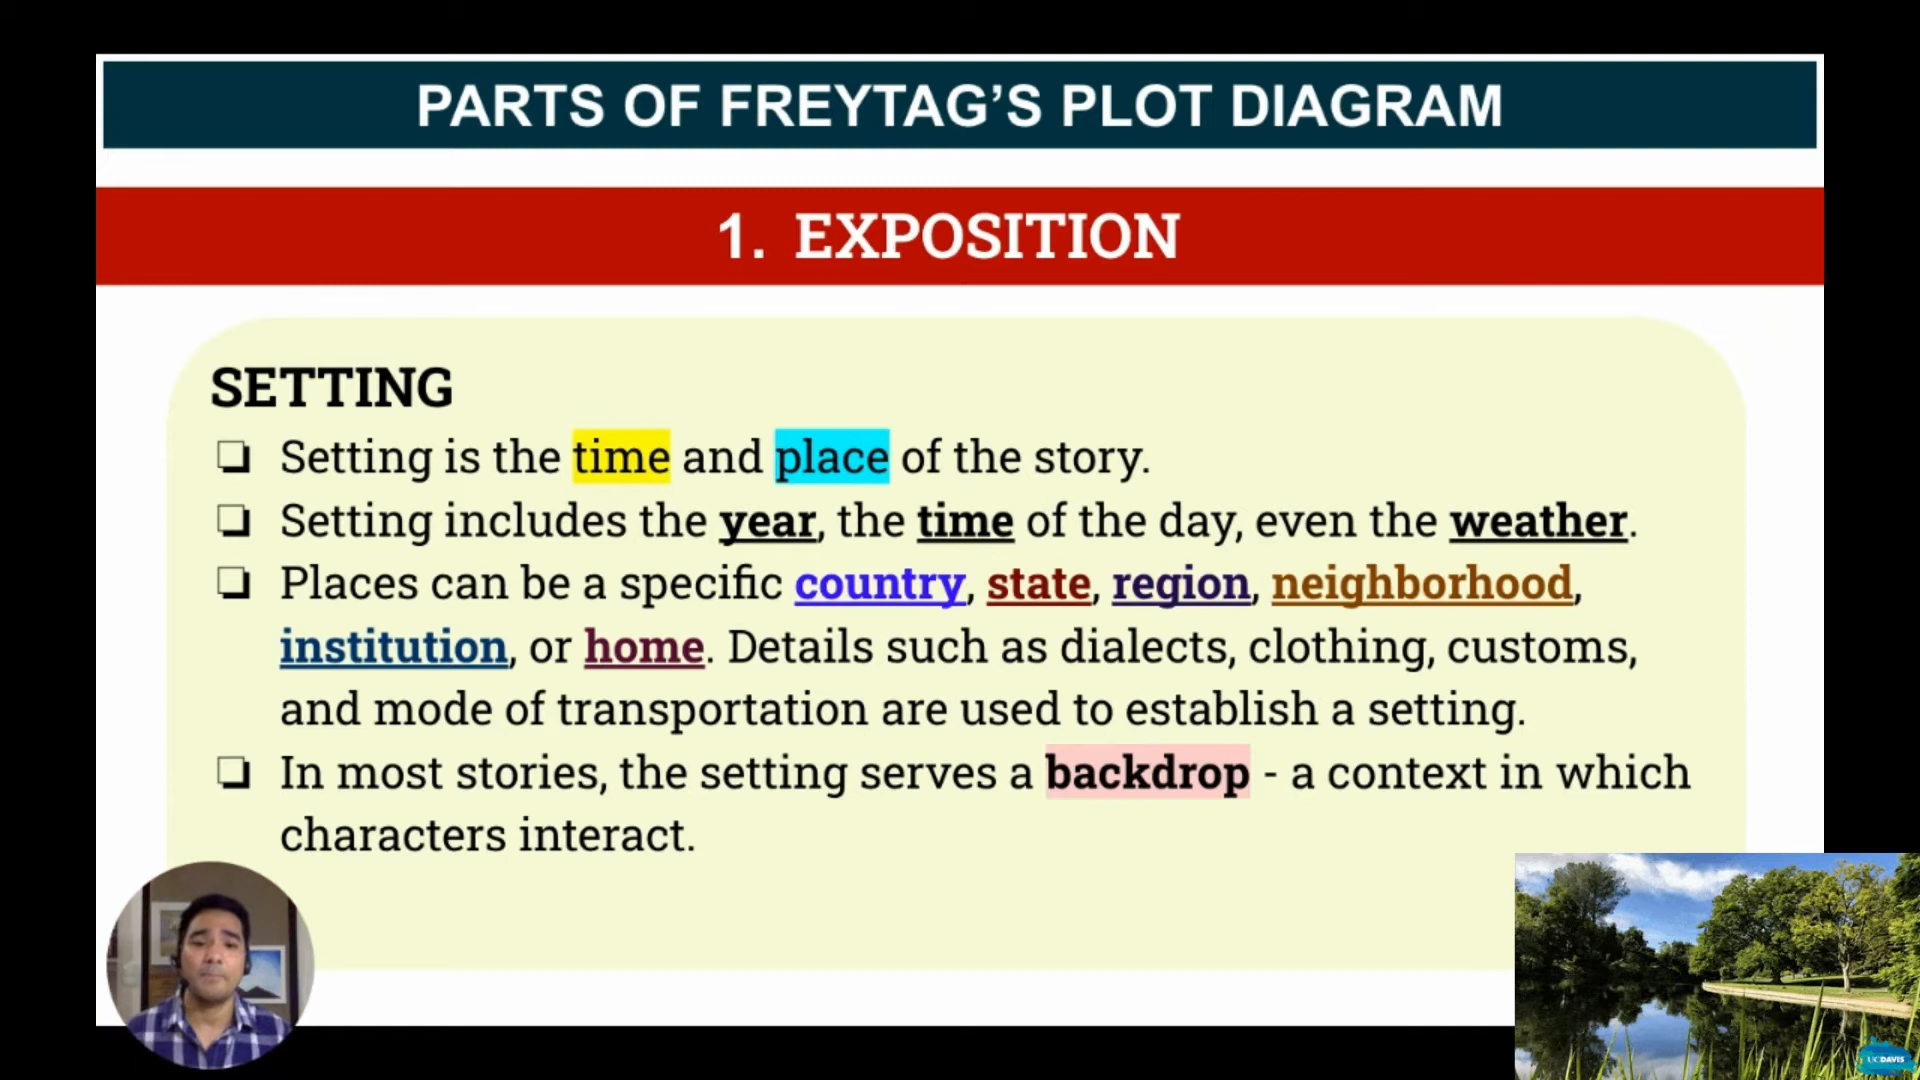 PARTS OF FREYTAG’S PLOT DIAGRAM
1. EXPOSITION
SETTING
❏ Setting is the time and place of the story.
❏ Setting includes the year, the time of the day, even the weather.
❏ Places can be a specific country, state, region, neighborhood,
institution, or home. Details such as dialects, clothing, customs,
and mode of transportation are used to establish a setting.
❏ In most stories, the setting serves a backdrop - a context in which
characters interact.
UCDAVIS